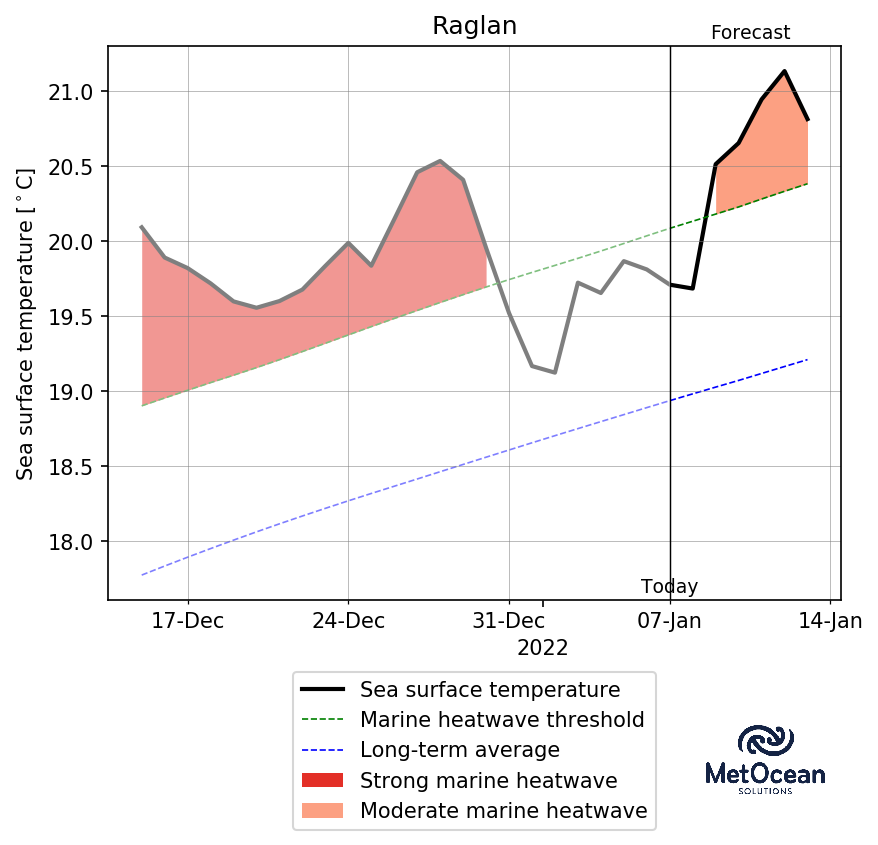 Raglan
Forecast
Sea surface temperature [°C]
21.0
20.5
20.0
19.5
19.0
18.5
18.0
Today
17-Dec
24-Dec
31-Dec
07-Jan
14-Jan
2022
Sea surface temperature
Marine heatwave threshold
Long-term average
Strong marine heatwave
Moderate marine heatwave
MetOcean
SOLUTIONS